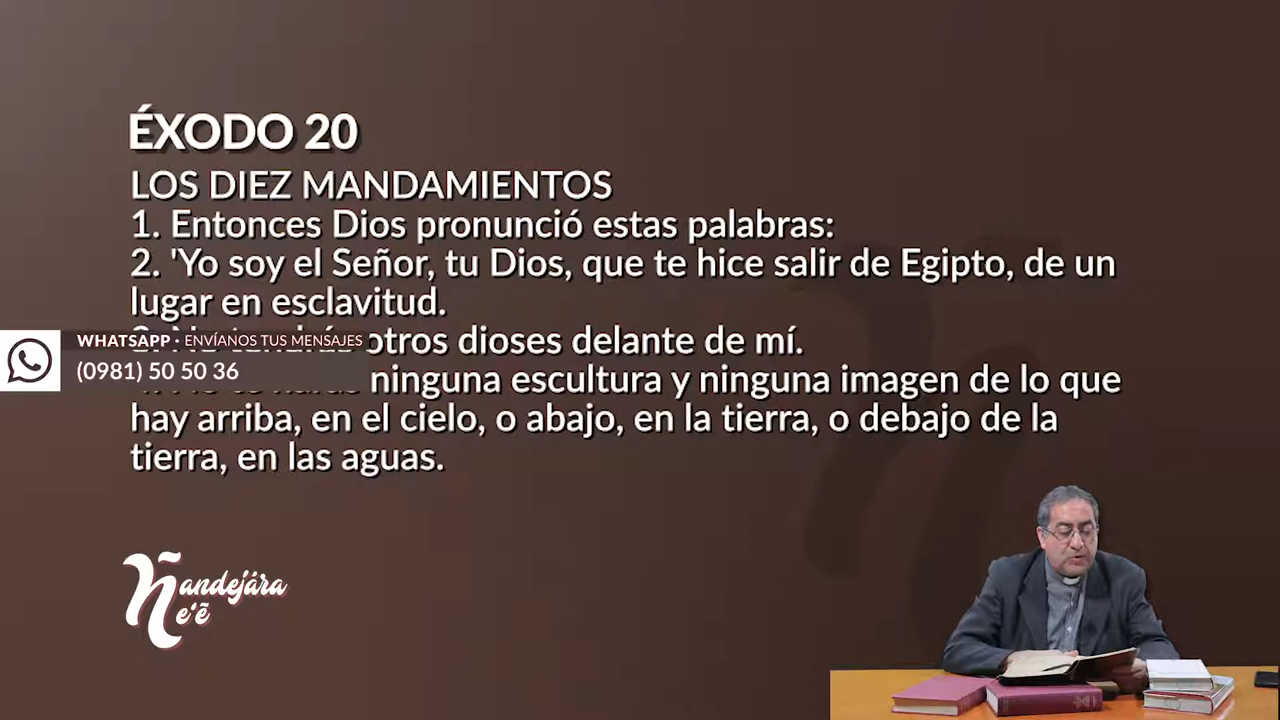 ÉXODO 20
LOS DIEZ MANDAMIENTOS
1. Entonces Dios pronunció estas palabras:
2. 'Yo soy el Señor, tu Dios, que te hice salir de Egipto, de un
lugar en esclavitud.
otros dioses delante de mí.
WHATSAPP · ENVÍANOS TUS MENSAJES
(0981) 50 50 36
ninguna escultura y ninguna imagen de lo que
hay arriba, en el cielo, o abajo, en la tierra, o debajo de la
tierra, en las aguas.
Ñandejára
Ñe'ẽ